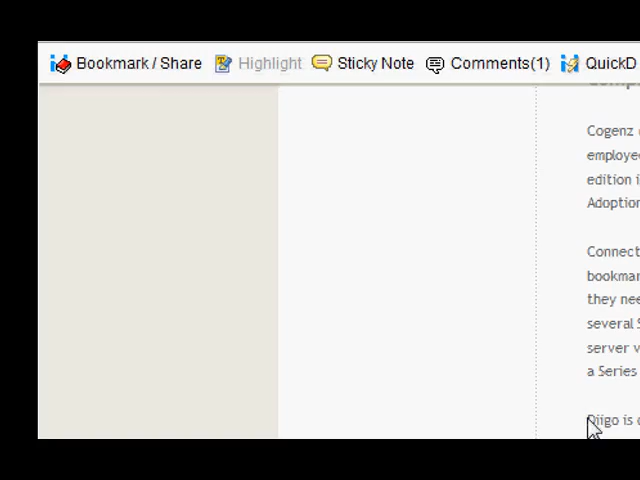 Bookmark / Share Highlight Sticky Note Comments(1) QuickD
Cogenz
employe
edition i
Adoption
Connect
bookmar
they nee
several S
server v
a Series
Diigo is